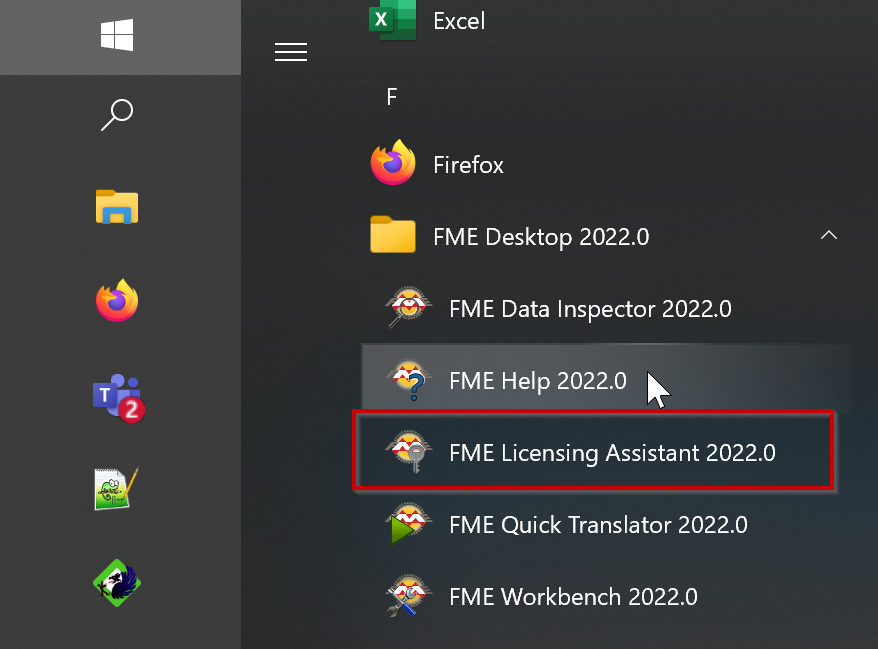 X
Excel
F
Firefox
FME Desktop 2022.0
FME Data Inspector 2022.0
FME Help 2022.0
?
FME Licensing Assistant 2022.0
FME Quick Translator 2022.0
FME Workbench 2022.0
T
2